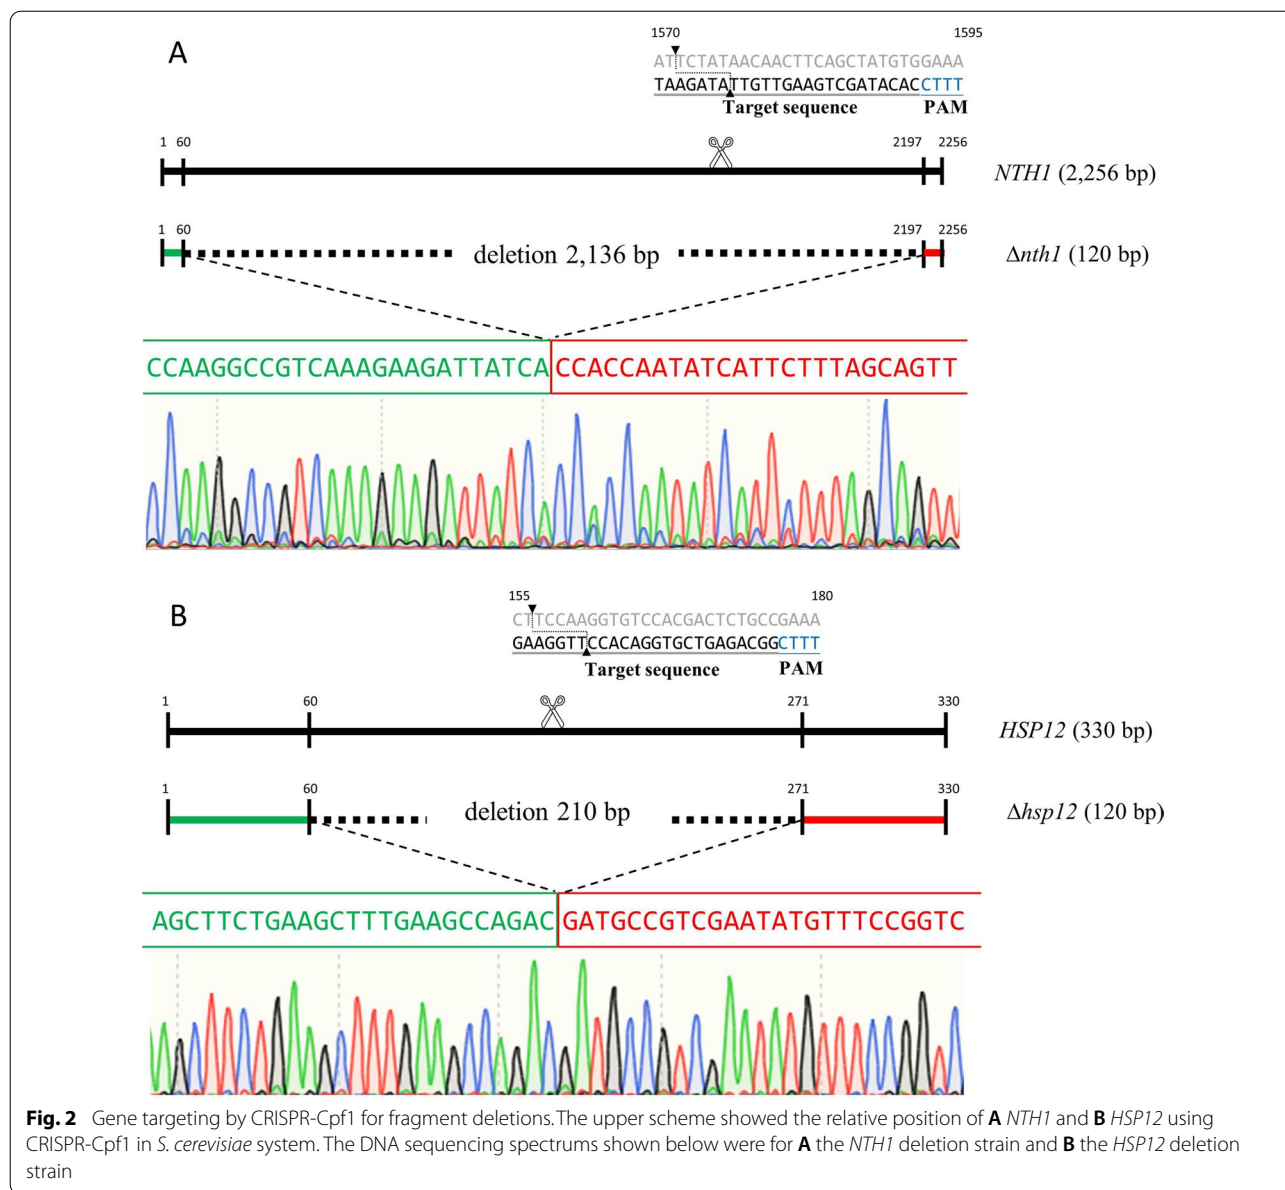 A
1570 1595
ATTCTATAACAACTTCAGCTATGTGGAAA
TAAGATATTGTTGAAGTCGATACACCTTT
Target sequence PAM
1 60 2197 2256
NTH1 (2,256 bp)
1 60 2197 2256
deletion 2,136 bp
Δnth1 (120 bp)
CCAAGGCCGTCAAAGAAGATTATCA CCACCAATATCATTCTTTAGCAGTT
B
155 180
CTTCCAAGGTGTCCACGACTCTGCCGAAA
GAAGGTTCCACAGGTGCTGAGACGGCTTT
Target sequence PAM
1 60 271 330
HSP12 (330 bp)
1 60 271 330
deletion 210 bp
Δhsp12 (120 bp)
AGCTTCTGAAGCTTTGAAGCCAGAC GATGCCGTCGAATATGTTTCCGGTC
Fig. 2 Gene targeting by CRISPR-Cpf1 for fragment deletions. The upper scheme showed the relative position of A NTH1 and B HSP12 using
CRISPR-Cpf1 in S. cerevisiae system. The DNA sequencing spectrums shown below were for A the NTH1 deletion strain and B the HSP12 deletion
strain